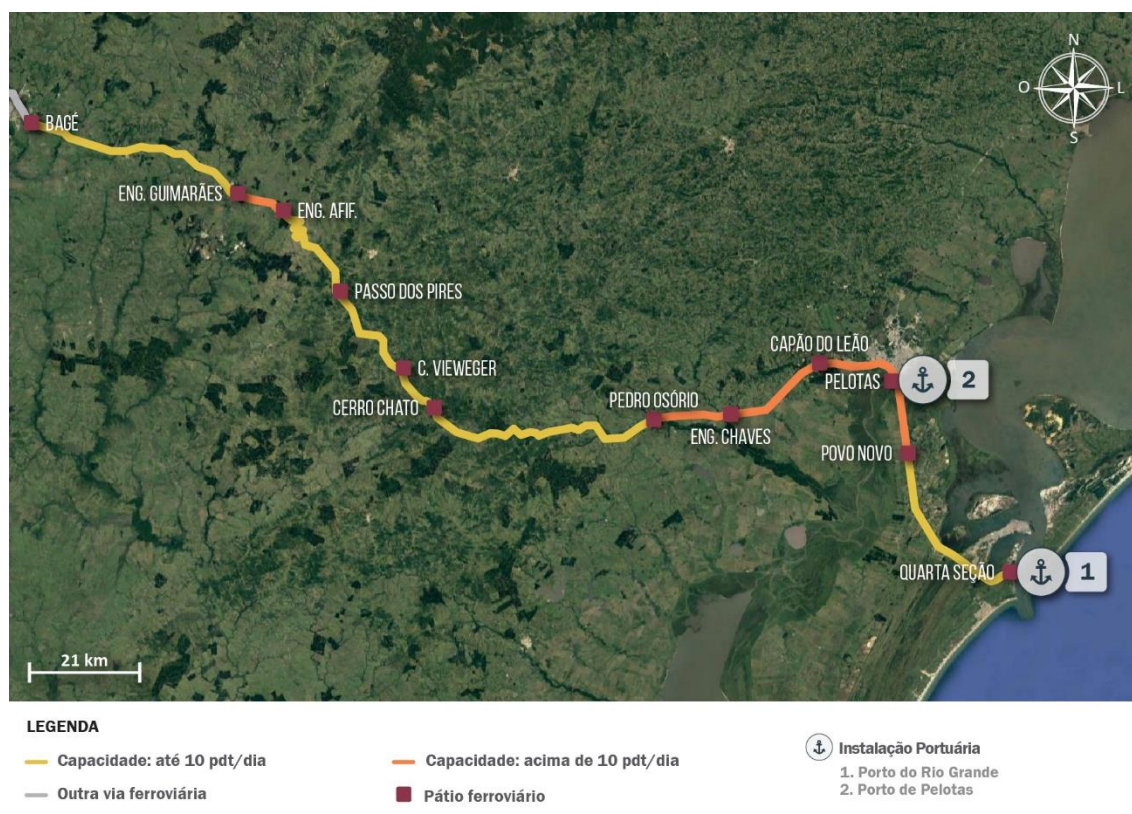 N
O
L
S
BAGÉ
ENG. GUIMARÃES
ENG. AFIF.
PASSO DOS PIRES
C. VIEWEGER
CERRO CHATO
PEDRO OSÓRIO
ENG. CHAVES
CAPÃO DO LEÃO
PELOTAS
2
POVO NOVO
QUARTA SEÇÃO
1
21 km
LEGENDA
Capacidade: até 10 pdt/dia
Capacidade: acima de 10 pdt/dia
Outra via ferroviária
Pátio ferroviário
Instalação Portuária
1. Porto do Rio Grande
2. Porto de Pelotas